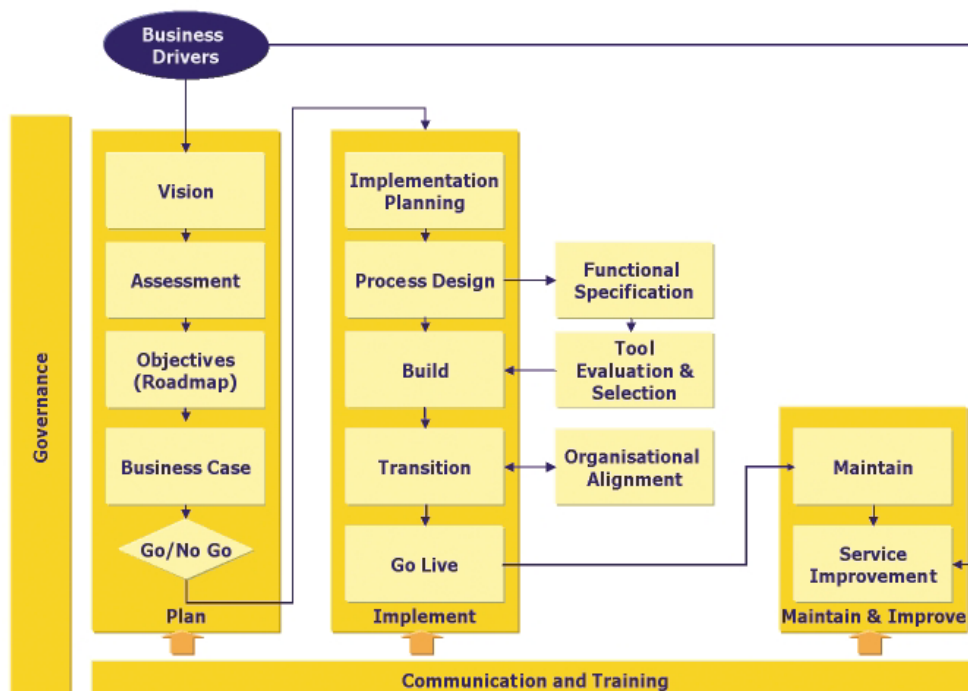 Business
Drivers
Governance
Vision
Assessment
Objectives
(Roadmap)
Business Case
Go/No Go
Plan
Implementation
Planning
Process Design
Build
Transition
Go Live
Implement
Functional
Specification
Tool
Evaluation &
Selection
Organisational
Alignment
Maintain
Service
Improvement
Maintain & Improve
Communication and Training